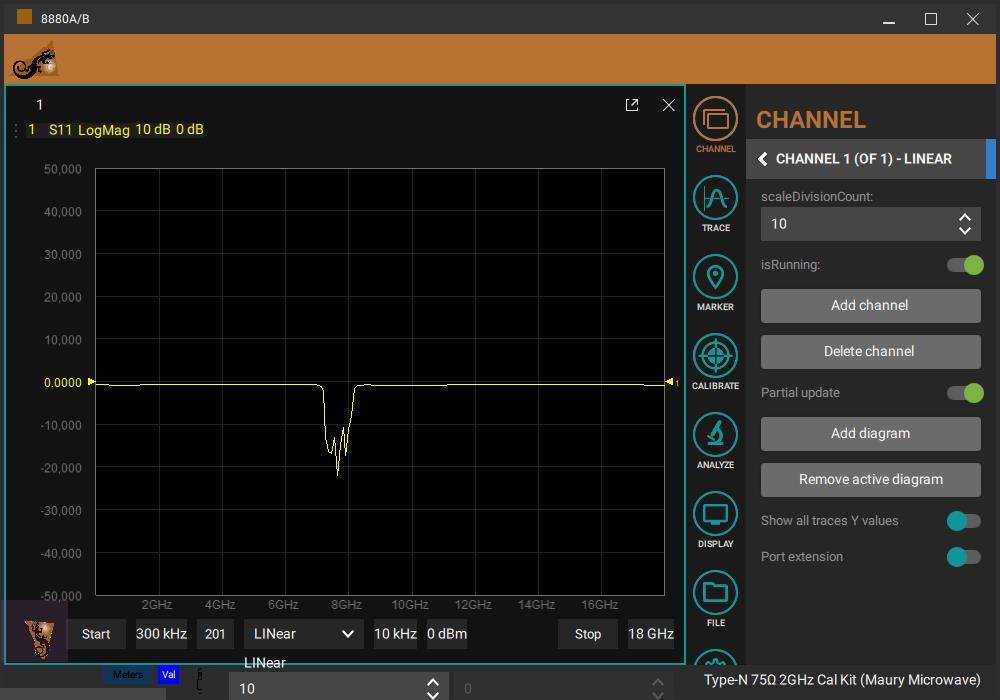 8880A/B
1
1 S11 LogMag 10 dB 0 dB
50,000
40,000
30,000
20,000
10,000
0.0000
1
-10,000
-20,000
-30,000
-40,000
-50,000
2GHz 4GHz 6GHz 8GHz 10GHz 12GHz 14GHz 16GHz
Start 300 kHz 201 LINear 10 kHz 0 dBm Stop 18 GHz
LINear
Meters Val
10 0
CHANNEL
TRACE
MARKER
CALIBRATE
ANALYZE
DISPLAY
FILE
CHANNEL
CHANNEL 1 (OF 1) - LINEAR
scaleDivisionCount:
10
isRunning:
Add channel
Delete channel
Partial update
Add diagram
Remove active diagram
Show all traces Y values
Port extension
Type-N 75Ω 2GHz Cal Kit (Maury Microwave)